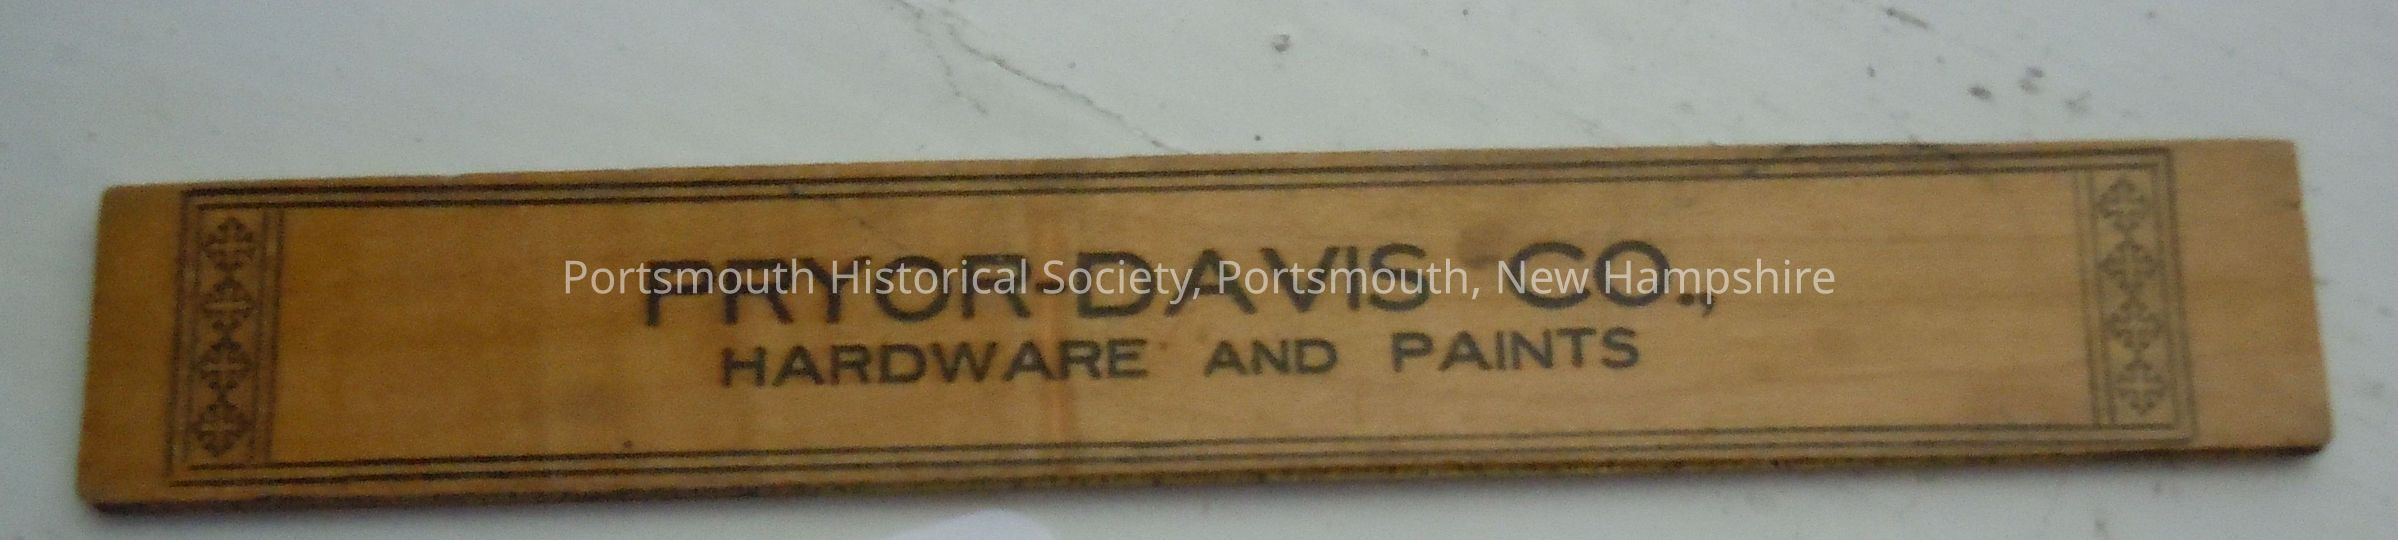 PRYOR-DAVIS CO.,
Portsmouth Historical Society, Portsmouth, New Hampshire
HARDWARE AND PAINTS